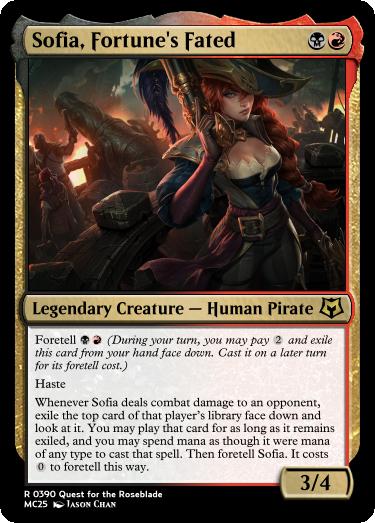 Sofia, Fortune's Fated
Legendary Creature — Human Pirate
Foretell (During your turn, you may pay 2 and exile
this card from your hand face down. Cast it on a later turn
for its foretell cost.)
Haste
Whenever Sofia deals combat damage to an opponent,
exile the top card of that player's library face down and
look at it. You may play that card for as long as it remains
exiled, and you may spend mana as though it were mana
of any type to cast that spell. Then foretell Sofia. It costs
0 to foretell this way.
3/4
R 0390 Quest for the Roseblade
MC25 Jason Chan